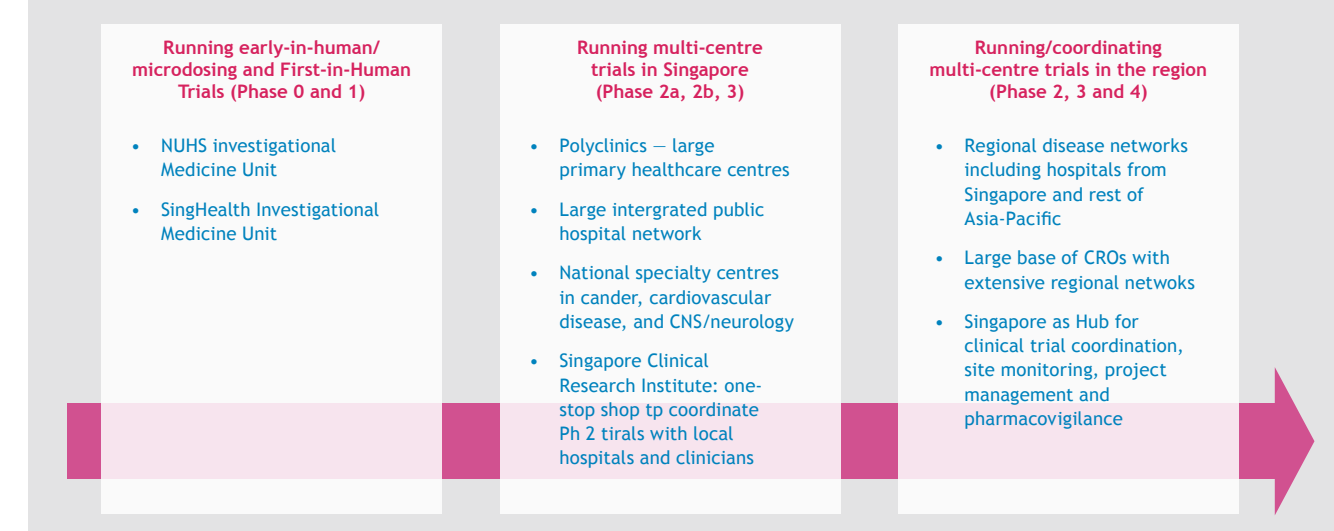 Running early-in-human/
microdosing and First-in-Human
Trials (Phase 0 and 1)
• NUHS investigational
Medicine Unit
• SingHealth Investigational
Medicine Unit
Running multi-centre
trials in Singapore
(Phase 2a, 2b, 3)
• Polyclinics — large
primary healthcare centres
• Large intergrated public
hospital network
• National specialty centres
in cander, cardiovascular
disease, and CNS/neurology
• Singapore Clinical
Research Institute: one-
stop shop tp coordinate
Ph 2 tirals with local
hospitals and clinicians
Running/coordinating
multi-centre trials in the region
(Phase 2, 3 and 4)
• Regional disease networks
including hospitals from
Singapore and rest of
Asia-Pacific
• Large base of CROs with
extensive regional netwoks
• Singapore as Hub for
clinical trial coordination,
site monitoring, project
management and
pharmacovigilance